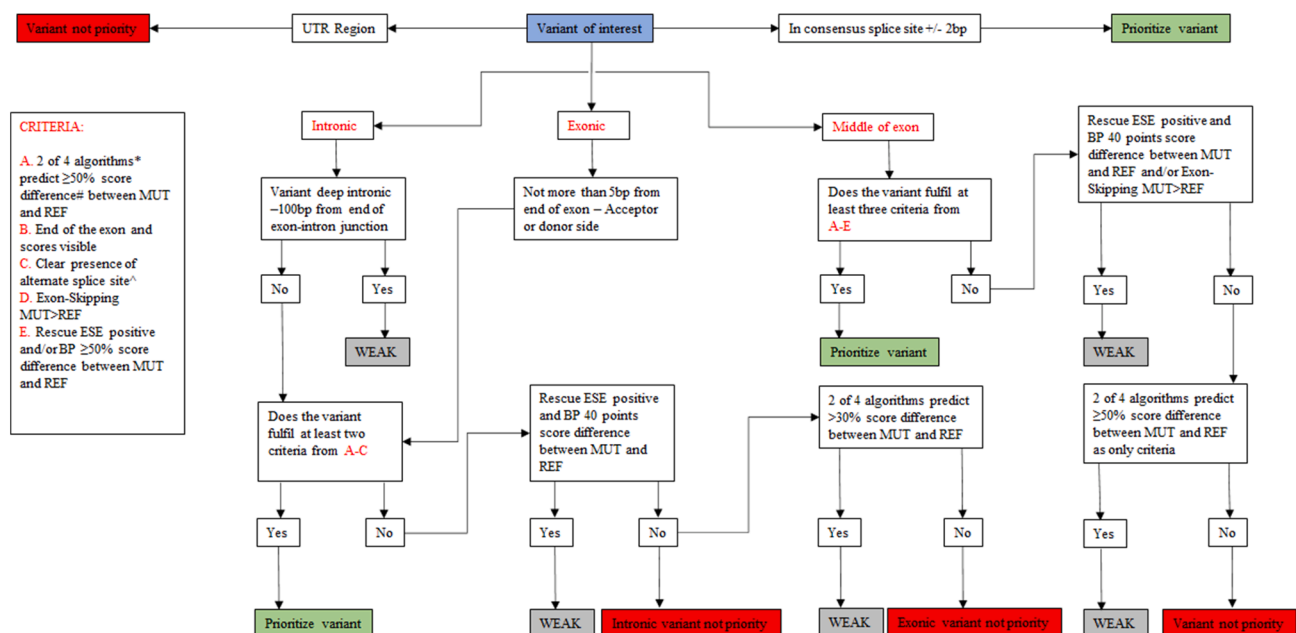 Variant not priority
UTR Region
Variant of interest
In consensus splice site +/- 2bp
Prioritize variant
CRITERIA:
A. 2 of 4 algorithms*
predict ≥50% score
difference# between MUT
and REF
B. End of the exon and
scores visible
C. Clear presence of
alternate splice site^
D. Exon-Skipping
MUT>REF
E. Rescue ESE positive
and/or BP ≥50% score
difference between MUT
and REF
Intronic
Exonic
Middle of exon
Rescue ESE positive and
BP 40 points score
difference between MUT
and REF and/or Exon-
Skipping MUT>REF
Variant deep intronic
–100bp from end of
exon-intron junction
Not more than 5bp from
end of exon – Acceptor
or donor side
Does the variant fulfil at
least three criteria from
A-E
No
Yes
Yes
No
Yes
No
WEAK
Prioritize variant
WEAK
Does the variant
fulfil at least two
criteria from A-C
Rescue ESE positive
and BP 40 points
score difference
between MUT and
REF
2 of 4 algorithms predict
>30% score difference
between MUT and REF
2 of 4 algorithms predict
≥50% score difference
between MUT and REF
as only criteria
Yes
No
Yes
No
Yes
No
Yes
No
Prioritize variant
WEAK
Intronic variant not priority
WEAK
Exonic variant not priority
WEAK
Variant not priority